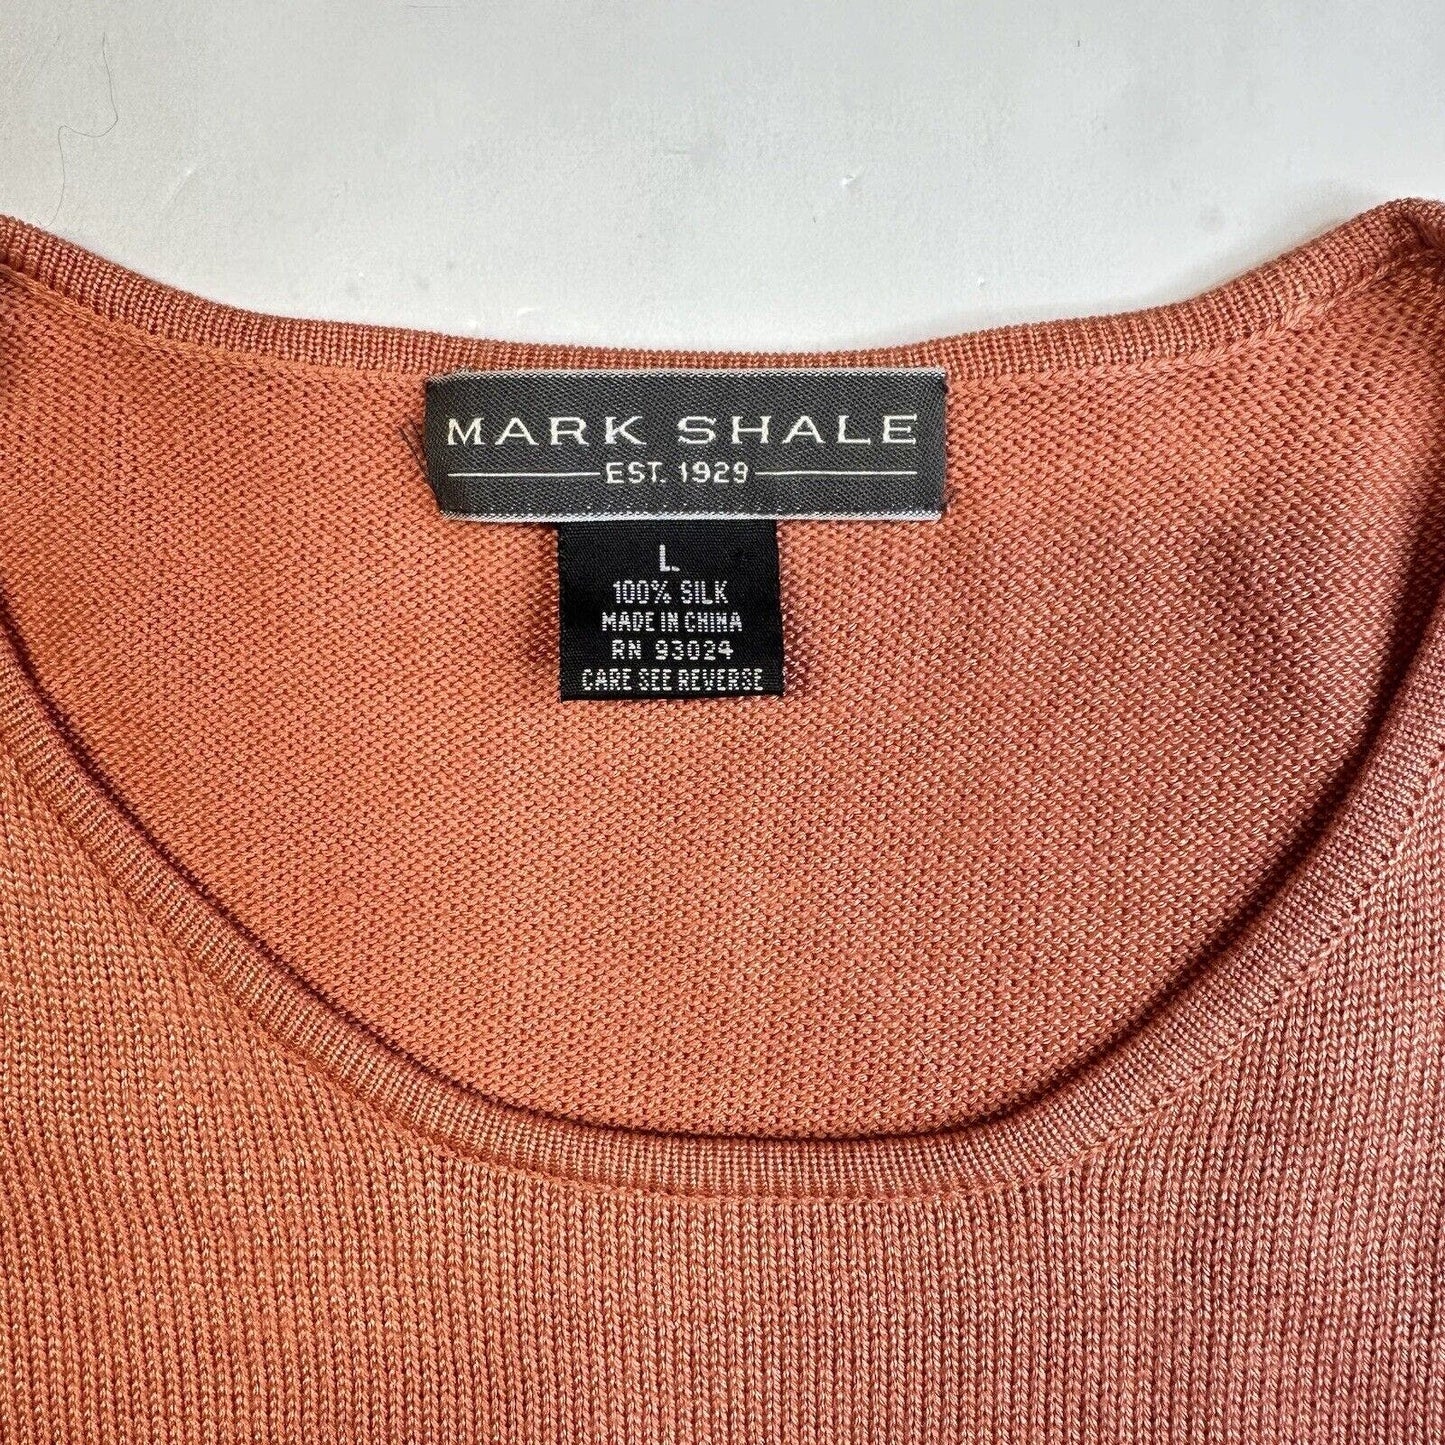 MARK SHALE
EST. 1929
L
100% SILK
MADE IN CHINA
RN 93024
CARE SEE REVERSE